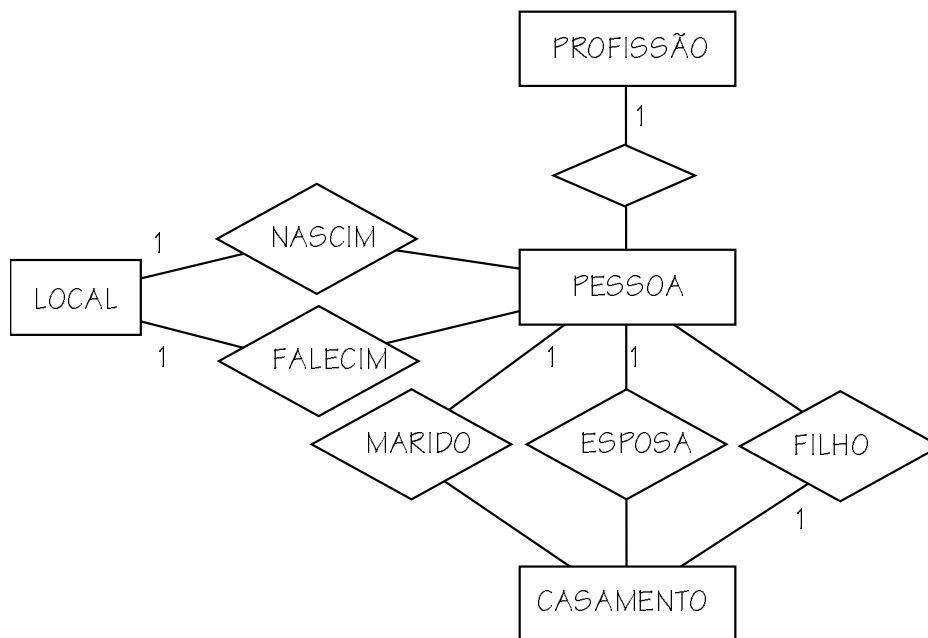 PROFISSÃO
1
1
NASCIM
LOCAL
PESSOA
1
FALECIM
1
1
MARIDO
ESPOSA
FILHO
1
CASAMENTO